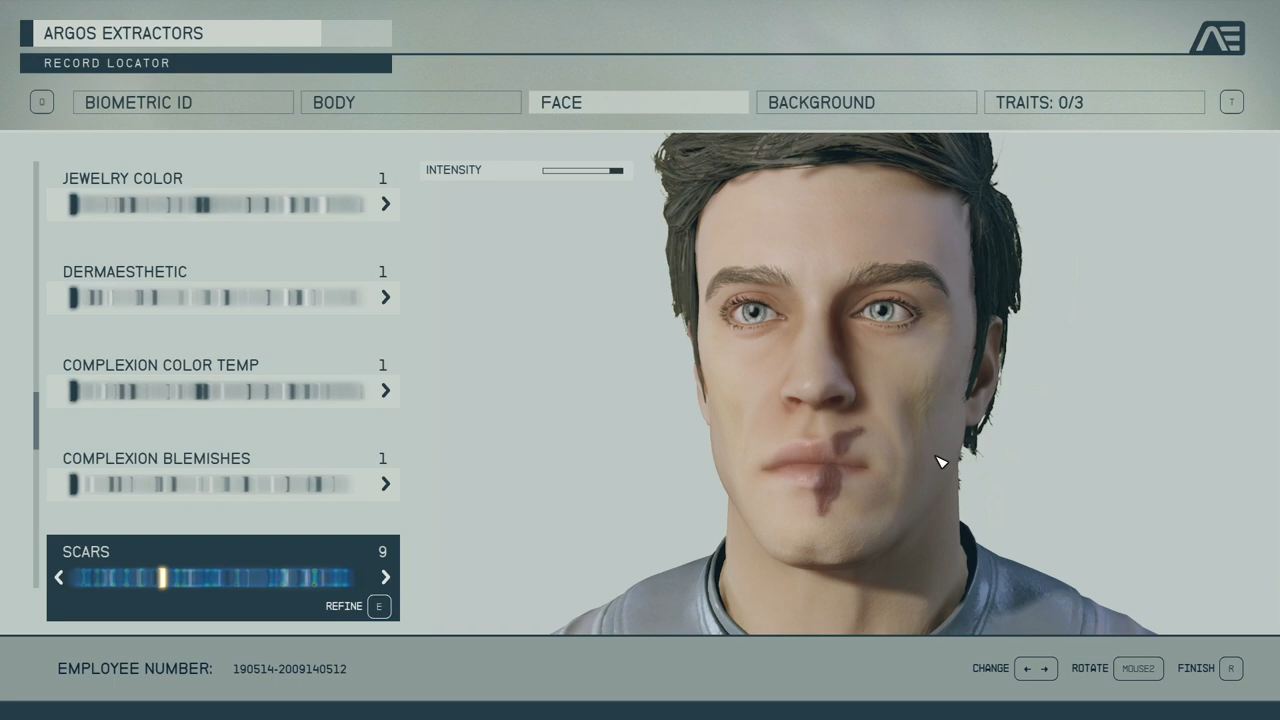 ARGOS EXTRACTORS
RECORD LOCATOR
Q BIOMETRIC ID BODY FACE BACKGROUND TRAITS: 0/3 T
JEWELRY COLOR 1
INTENSITY
DERMAESTHETIC 1
COMPLEXION COLOR TEMP 1
COMPLEXION BLEMISHES 1
SCARS 9
REFINE E
EMPLOYEE NUMBER: 190514-2009140512
CHANGE ← → ROTATE MOUSE2 FINISH R